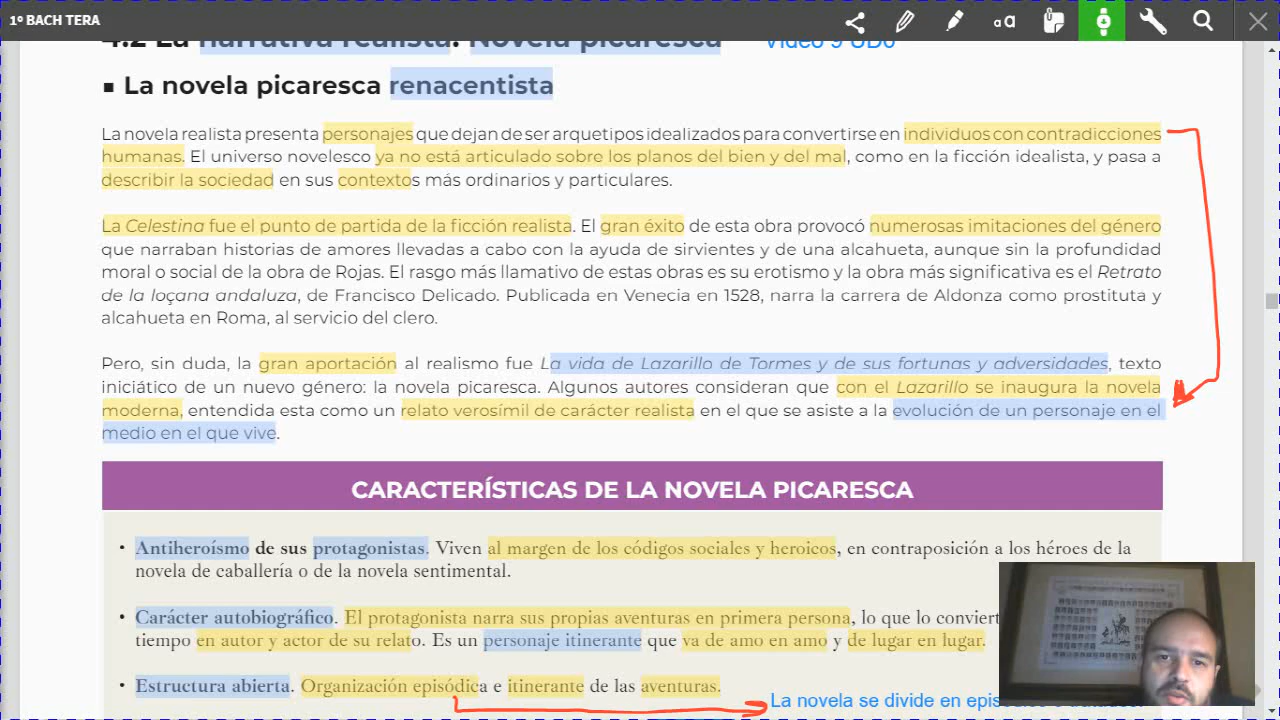 1º BACH TERA
aa
4.2 La narrativa realista. Novela picaresca Vídeo 9 UD6
▪ La novela picaresca renacentista
La novela realista presenta personajes que dejan de ser arquetipos idealizados para convertirse en individuos con contradicciones
humanas. El universo novelesco ya no está articulado sobre los planos del bien y del mal, como en la ficción idealista, y pasa a
describir la sociedad en sus contextos más ordinarios y particulares.
La Celestina fue el punto de partida de la ficción realista. El gran éxito de esta obra provocó numerosas imitaciones del género
que narraban historias de amores llevadas a cabo con la ayuda de sirvientes y de una alcahueta, aunque sin la profundidad
moral o social de la obra de Rojas. El rasgo más llamativo de estas obras es su erotismo y la obra más significativa es el Retrato
de la loçana andaluza, de Francisco Delicado. Publicada en Venecia en 1528, narra la carrera de Aldonza como prostituta y
alcahueta en Roma, al servicio del clero.
Pero, sin duda, la gran aportación al realismo fue La vida de Lazarillo de Tormes y de sus fortunas y adversidades, texto
iniciático de un nuevo género: la novela picaresca. Algunos autores consideran que con el Lazarillo se inaugura la novela
moderna, entendida esta como un relato verosímil de carácter realista en el que se asiste a la evolución de un personaje en el
medio en el que vive.
CARACTERÍSTICAS DE LA NOVELA PICARESCA
• Antiheroísmo de sus protagonistas. Viven al margen de los códigos sociales y heroicos, en contraposición a los héroes de la
novela de caballería o de la novela sentimental.
• Carácter autobiográfico. El protagonista narra sus propias aventuras en primera persona, lo que lo
tiempo en autor y actor de su relato. Es un personaje itinerante que va de amo en amo y de lugar en lugar.
• Estructura abierta. Organización episódica e itinerante de las aventuras.
La novela se divide en